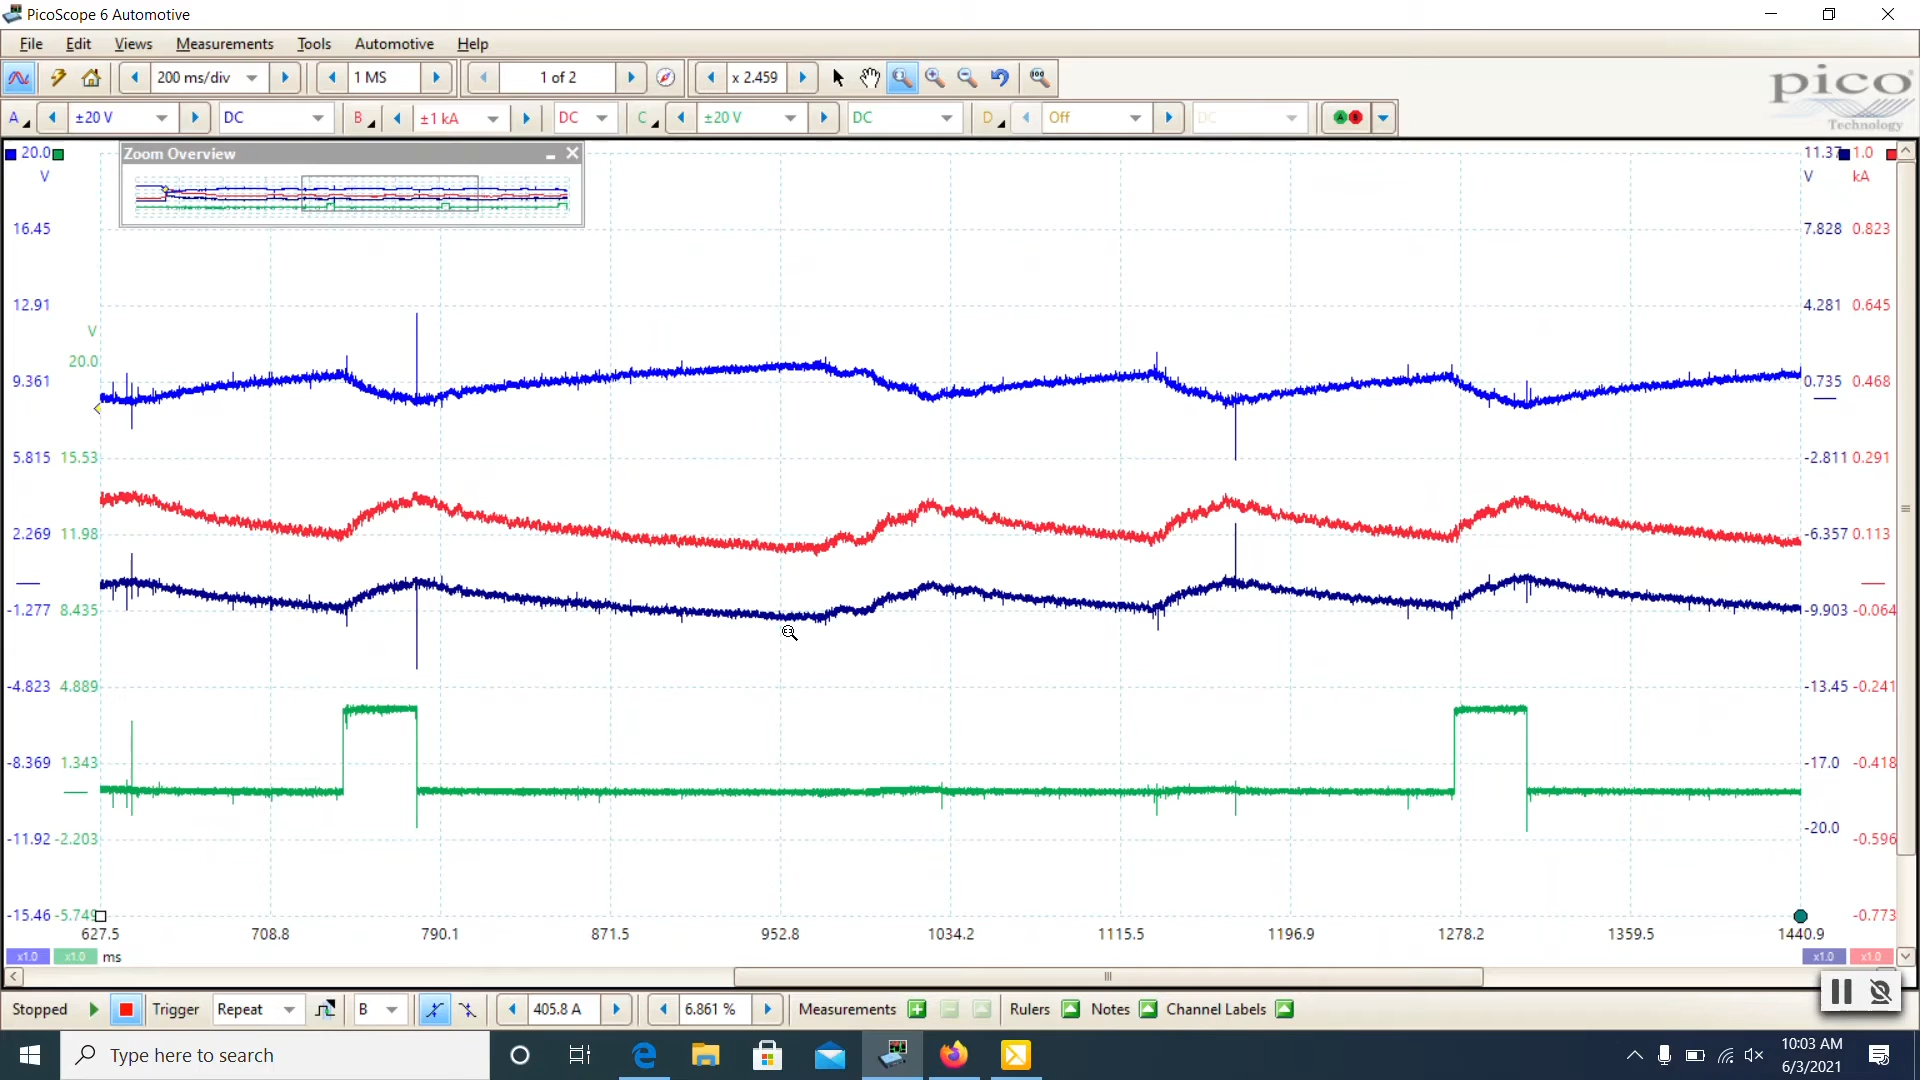 PicoScope 6 Automotive
File Edit Views Measurements Tools Automotive Help
200 ms/div 1 MS 1 of 2 x 2.459
pico
Technology
A ±20 V DC B ±1 kA DC C ±20 V DC D Off DC A B
20.0 11.37 1.0
V V kA
Zoom Overview
16.45 7.828 0.823
12.91 4.281 0.645
V
20.0
9.361 0.735 0.468
5.815 15.53 -2.811 0.291
2.269 11.98 -6.357 0.113
-1.277 8.435 -9.903 -0.064
-4.823 4.889 -13.45 -0.241
-8.369 1.343 -17.0 -0.418
-11.92 -2.203 -20.0 -0.596
-15.46 -5.749 -0.773
627.5 708.8 790.1 871.5 952.8 1034.2 1115.5 1196.9 1278.2 1359.5 1440.9
x1.0 x1.0 ms x1.0 x1.0
Stopped Trigger Repeat B 405.8 A 6.861 % Measurements Rulers Notes Channel Labels
Type here to search
10:03 AM
6/3/2021